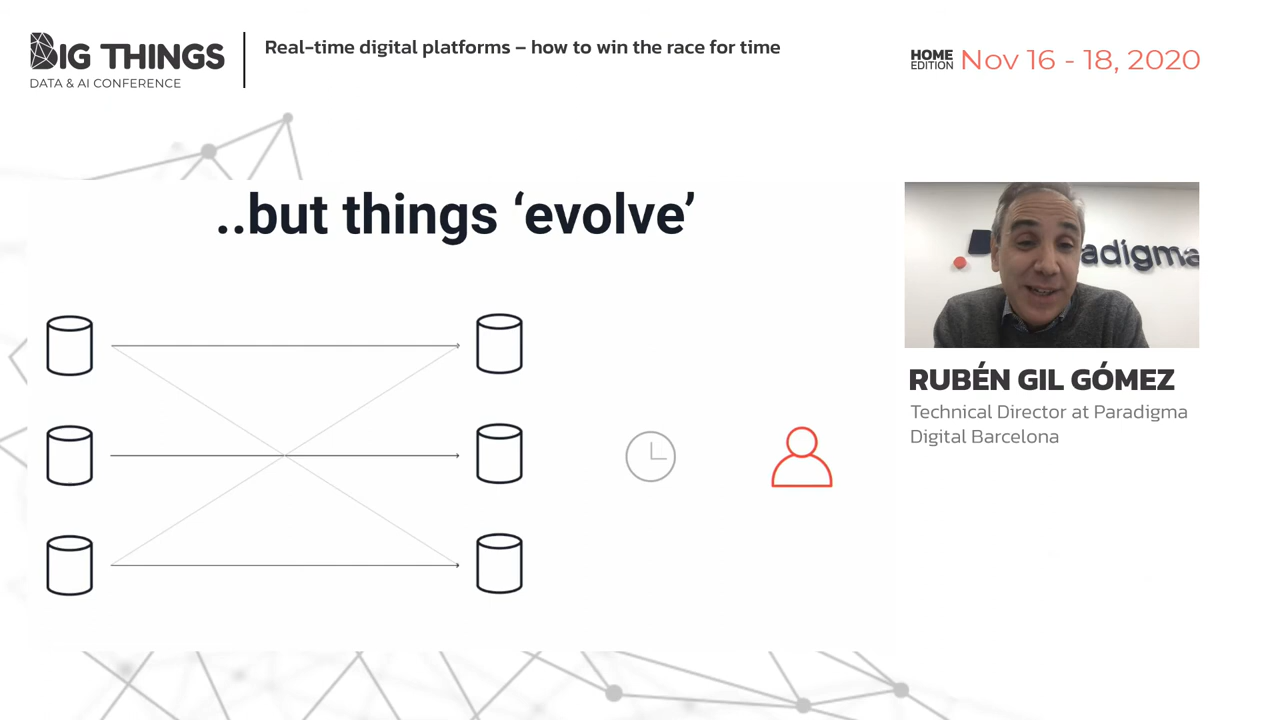 BIG THINGS
DATA & AI CONFERENCE
Real-time digital platforms – how to win the race for time
HOME
EDITION
Nov 16 - 18, 2020
..but things ‘evolve’
adigma
RUBÉN GIL GÓMEZ
Technical Director at Paradigma
Digital Barcelona